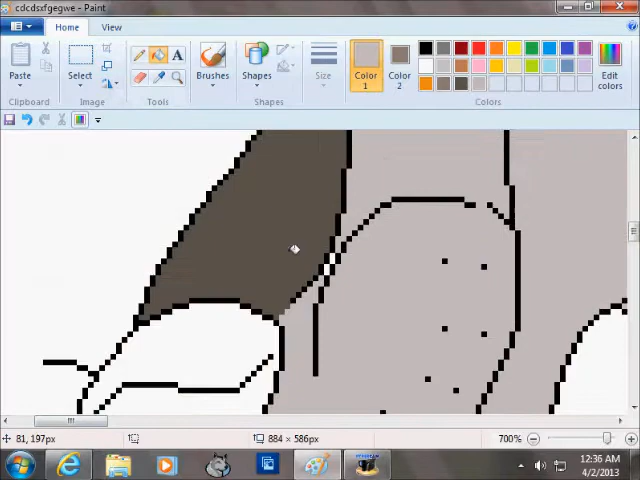 cdcdsxfgegwe - Paint
Home View
Paste Select Brushes Shapes Size Color 1 Color 2 Edit colors
Clipboard Image Tools Shapes Colors
81, 197px 884 × 586px 700%
12:36 AM
4/2/2013